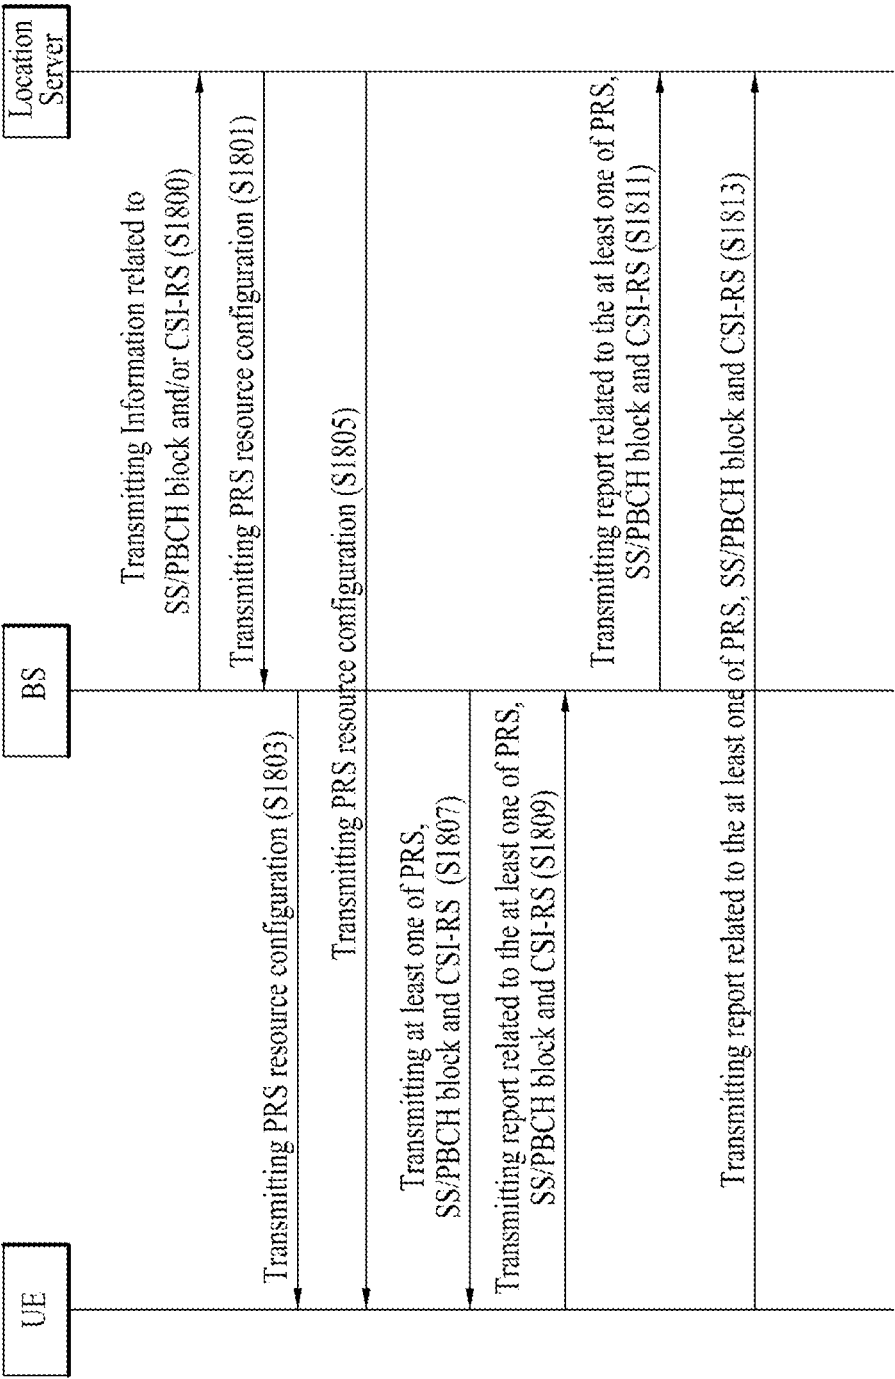 UE
BS
Location
Server
Transmitting Information related to
SS/PBCH block and/or CSI-RS (S1800)
Transmitting PRS resource configuration (S1801)
Transmitting PRS resource configuration (S1803)
Transmitting PRS resource configuration (S1805)
Transmitting at least one of PRS,
SS/PBCH block and CSI-RS (S1807)
Transmitting report related to the at least one of PRS,
SS/PBCH block and CSI-RS (S1809)
Transmitting report related to the at least one of PRS,
SS/PBCH block and CSI-RS (S1811)
Transmitting report related to the at least one of PRS, SS/PBCH block and CSI-RS (S1813)